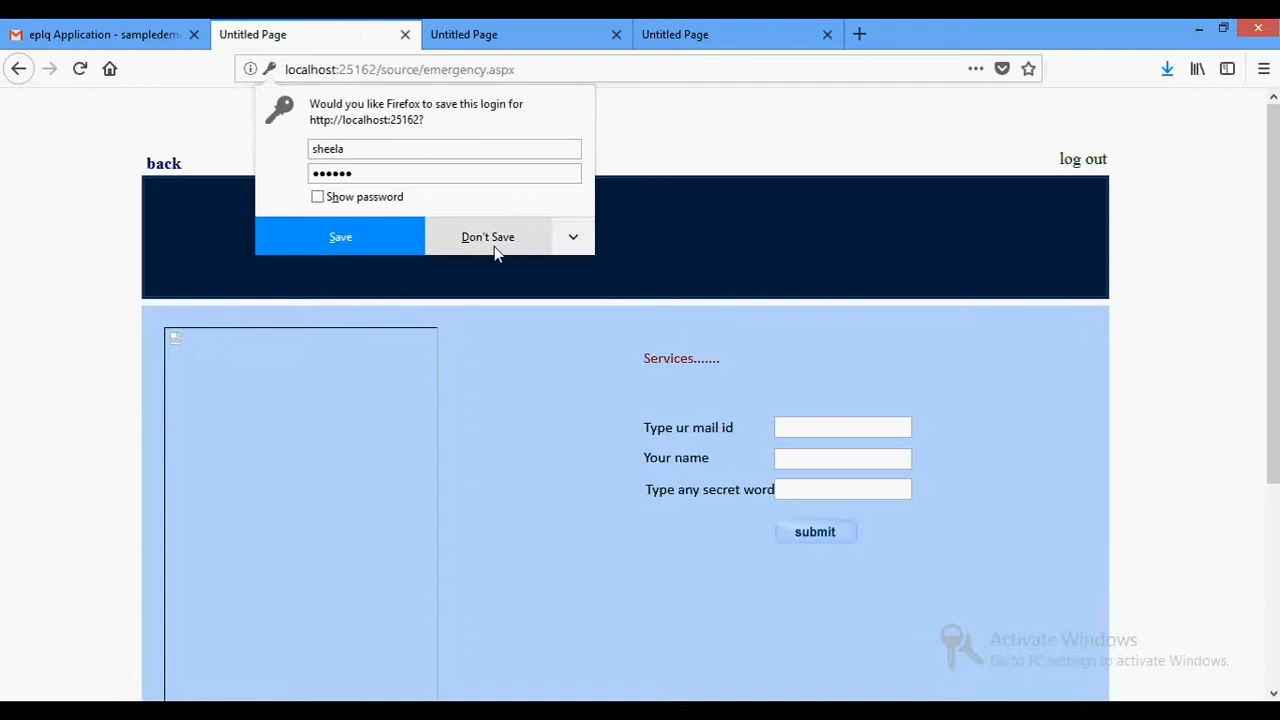 eplq Application - sampledem
Untitled Page
Untitled Page
Untitled Page
localhost:25162/source/emergency.aspx
Would you like Firefox to save this login for
http://localhost:25162?
sheela
••••••
Show password
Save
Don't Save
back
log out
Services.......
Type ur mail id
Your name
Type any secret word
submit
Activate Windows
Go to PC settings to activate Windows.